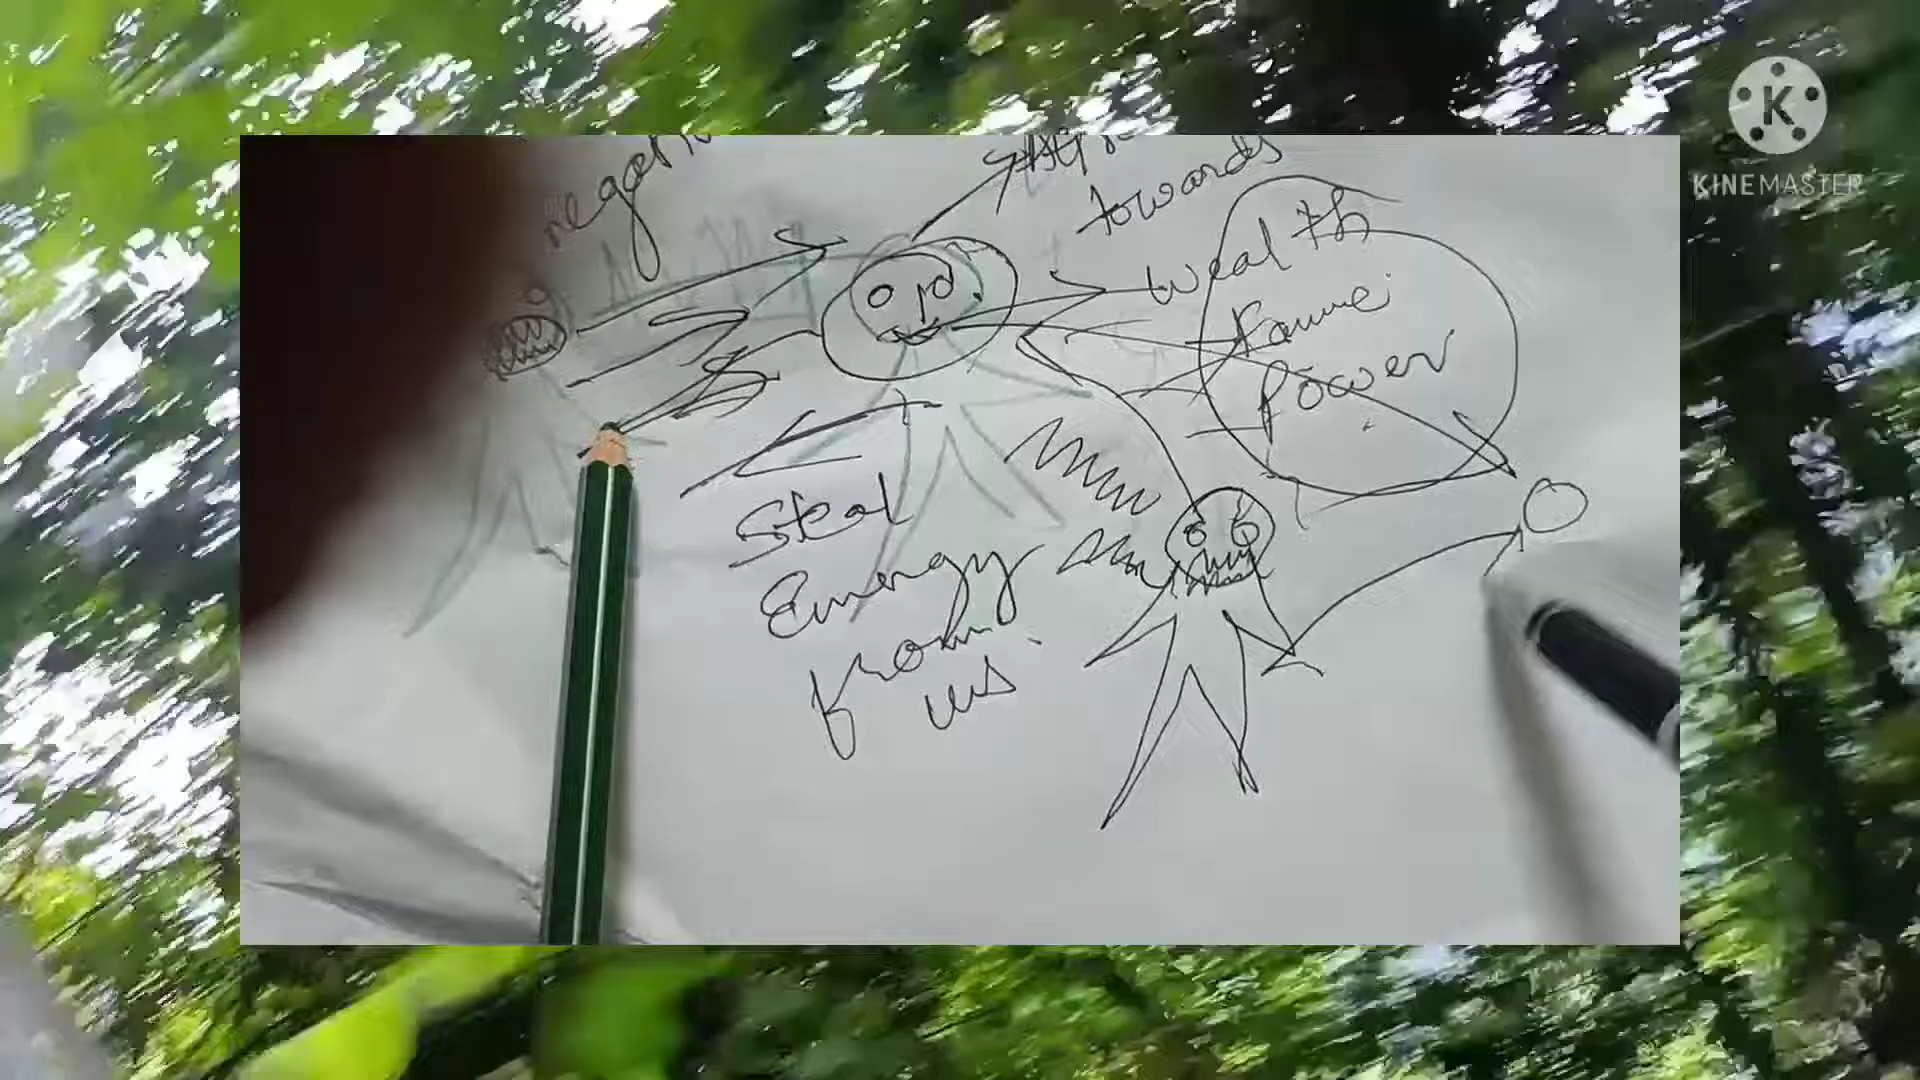 towards
Wealth
Fame
Power
Steal
Energy
from
us.
K
KINEMASTER